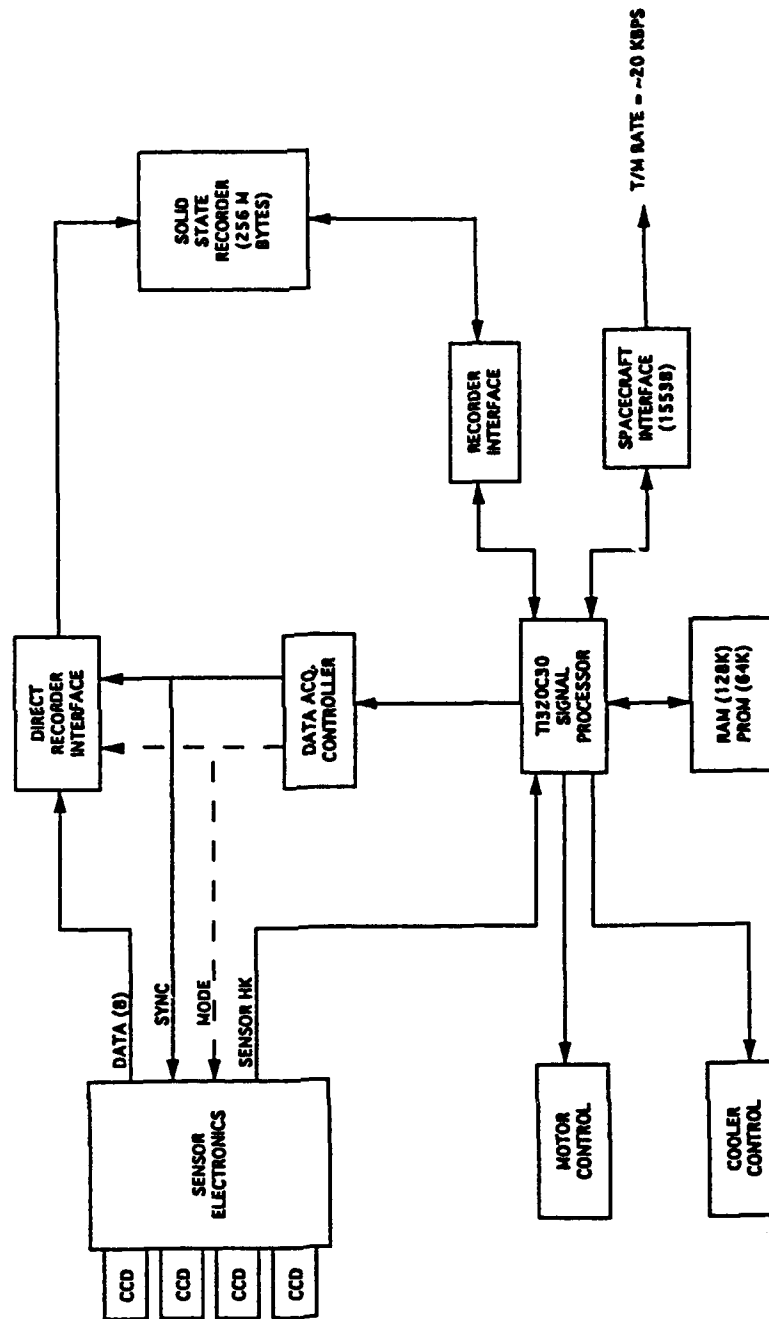 CCD
CCD
CCD
CCD
SENSOR
ELECTRONICS
DATA (8)
SYNC
MODE
SENSOR HK
DIRECT
RECORDER
INTERFACE
DATA ACQ.
CONTROLLER
SOLID
STATE
RECORDER
(256 M
BYTES)
RECORDER
INTERFACE
TI320C30
SIGNAL
PROCESSOR
SPACECRAFT
INTERFACE
(1553B)
T/M RATE = ~20 KBPS
MOTOR
CONTROL
COOLER
CONTROL
RAM (128K)
PROM (64K)